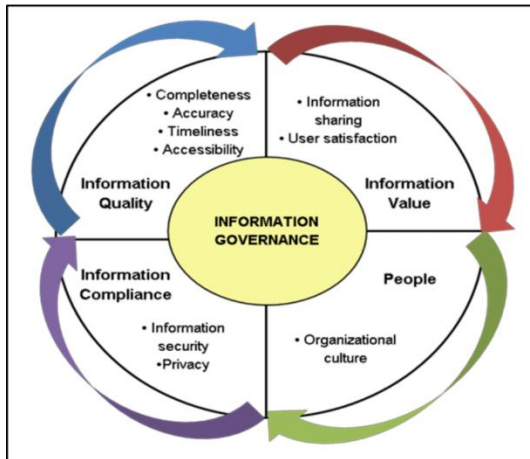 • Completeness
• Accuracy
• Timeliness
• Accessibility
Information
Quality
• Information
sharing
• User satisfaction
Information
Value
INFORMATION
GOVERNANCE
Information
Compliance
• Information
security
•Privacy
People
• Organizational
culture